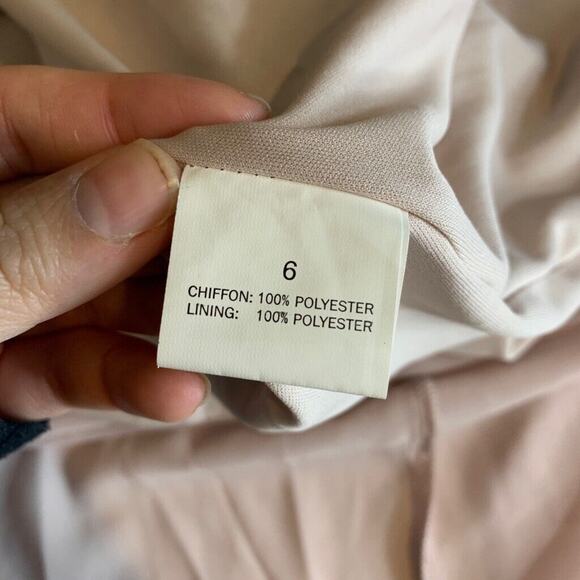 6
CHIFFON: 100% POLYESTER
LINING: 100% POLYESTER